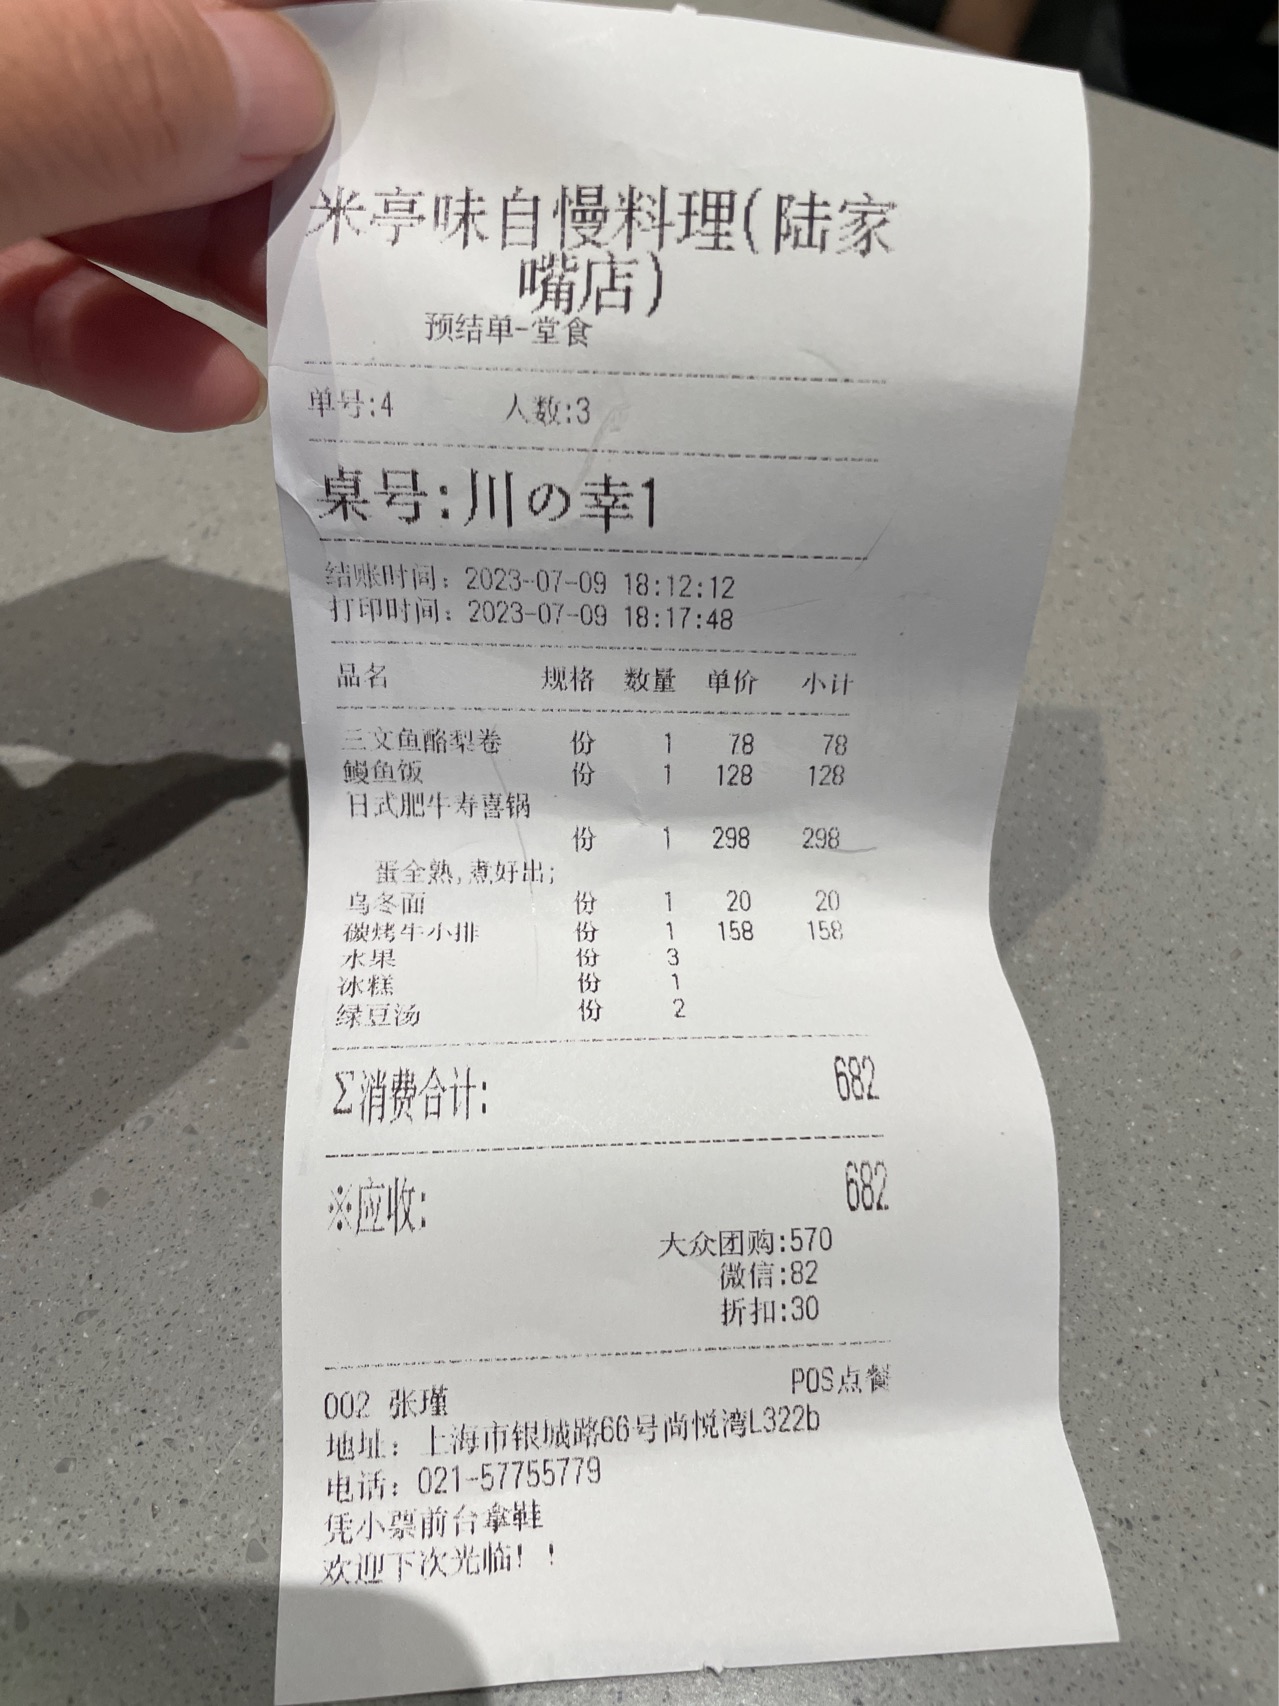 米亭味自慢料理(陆家
嘴店)
预结单-堂食
单号:4 人数:3
桌号:川の幸1
结账时间：2023-07-09 18:12:12
打印时间：2023-07-09 18:17:48
品名 规格 数量 单价 小计
三文鱼酪梨卷 份 1 78 78
鳗鱼饭 份 1 128 128
日式肥牛寿喜锅
份 1 298 298
蛋全熟,煮好出;
乌冬面 份 1 20 20
碳烤牛小排 份 1 158 158
水果 份 3
冰糕 份 1
绿豆汤 份 2
Σ消费合计: 682
※应收: 682
大众团购:570
微信:82
折扣:30
002 张瑾 POS点餐
地址：上海市银城路66号尚悦湾L322b
电话：021-57755779
凭小票前台拿鞋
欢迎下次光临！！